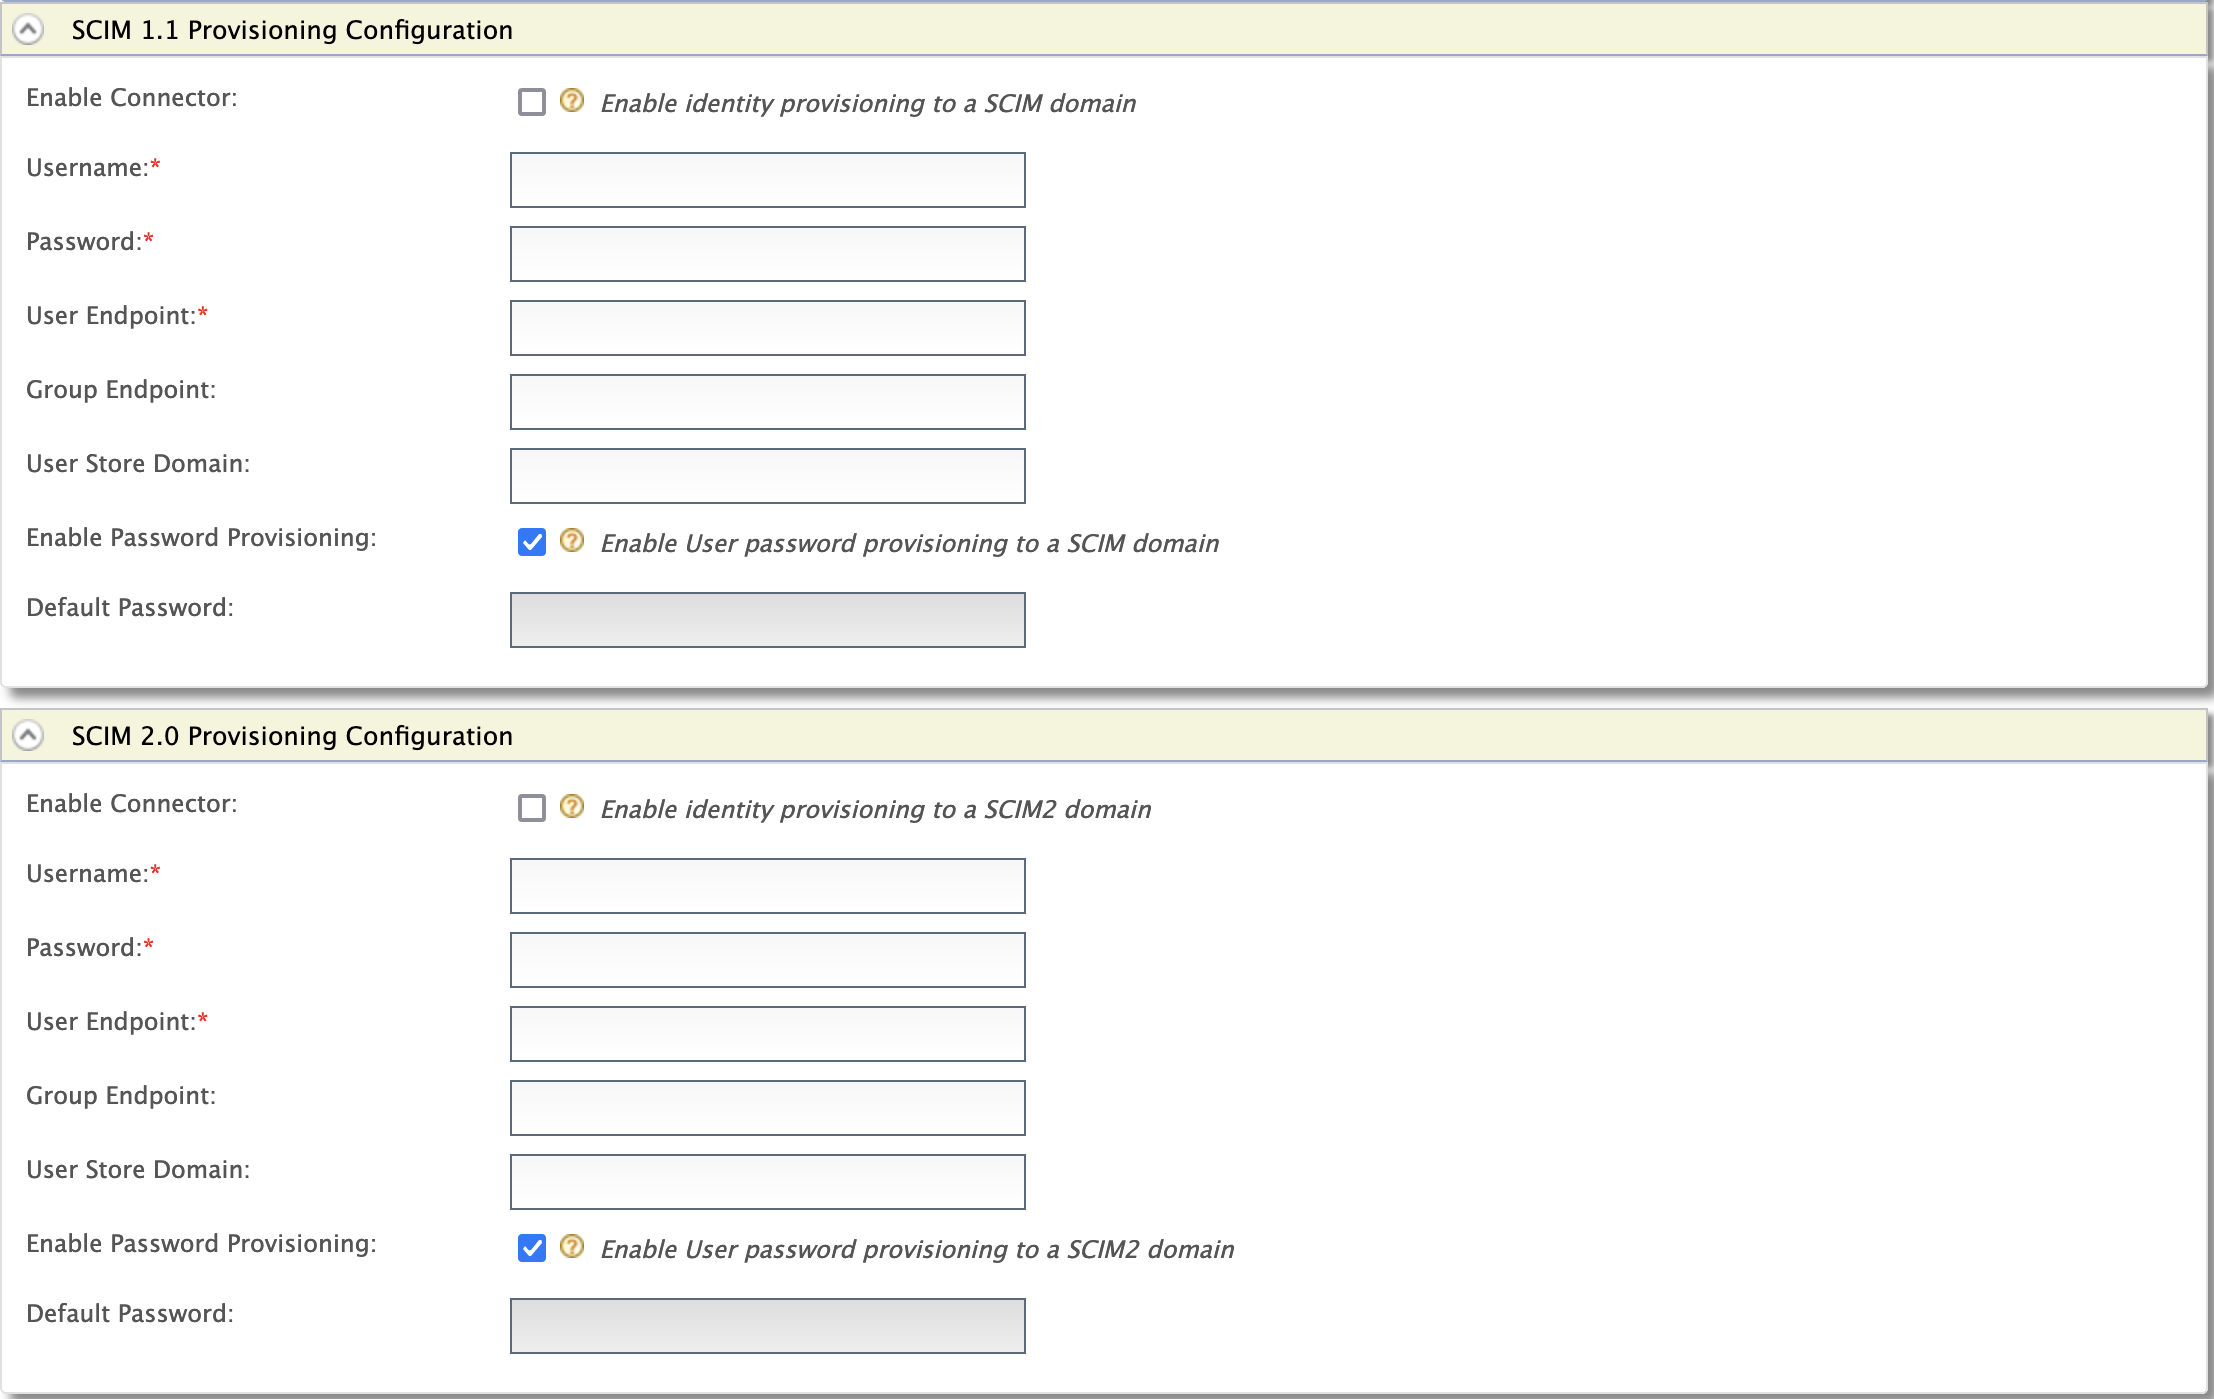 SCIM 1.1 Provisioning Configuration
Enable Connector: Enable identity provisioning to a SCIM domain
Username:*
Password:*
User Endpoint:*
Group Endpoint:
User Store Domain:
Enable Password Provisioning: Enable User password provisioning to a SCIM domain
Default Password:
SCIM 2.0 Provisioning Configuration
Enable Connector: Enable identity provisioning to a SCIM2 domain
Username:*
Password:*
User Endpoint:*
Group Endpoint:
User Store Domain:
Enable Password Provisioning: Enable User password provisioning to a SCIM2 domain
Default Password: